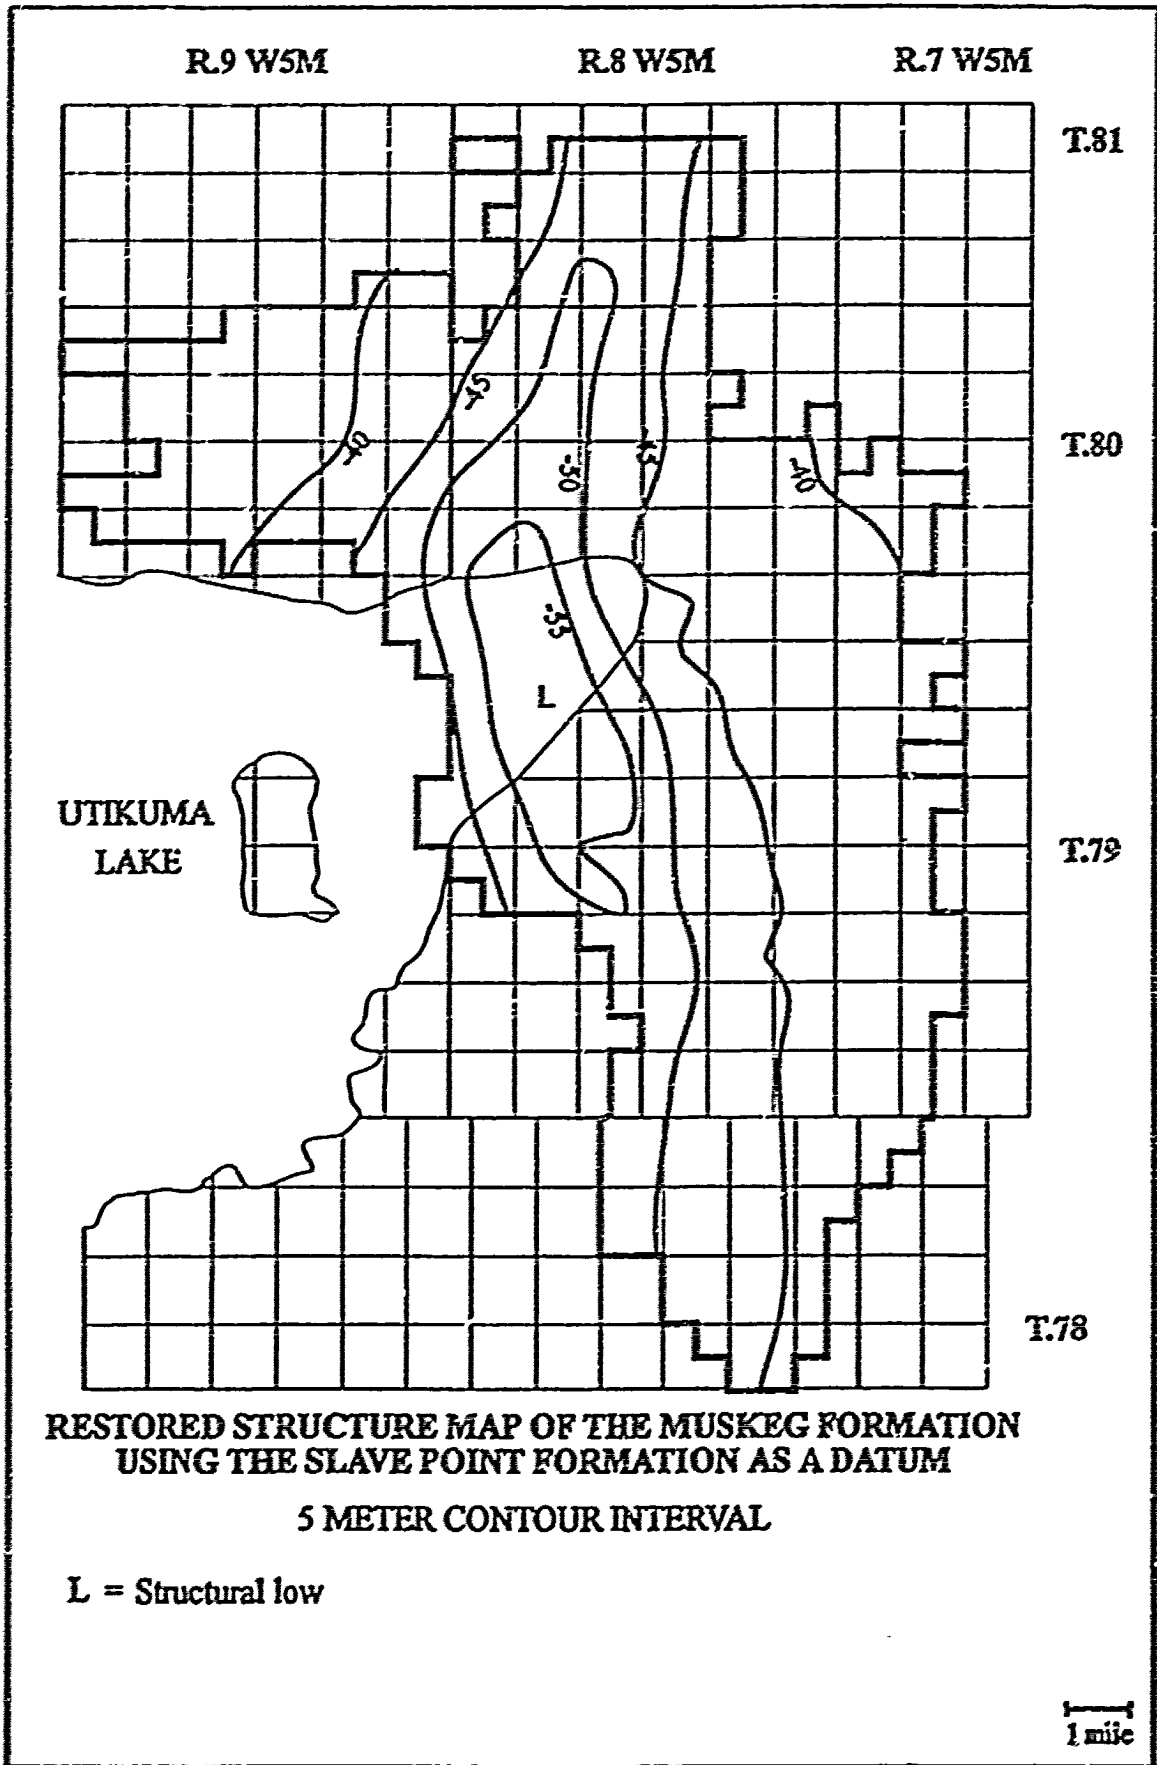 R.9 W5M R.8 W5M R.7 W5M
T.81
-45
-40
-50
-45
-40
T.80
-55
L
UTIKUMA
LAKE
T.79
T.78
RESTORED STRUCTURE MAP OF THE MUSKEG FORMATION
USING THE SLAVE POINT FORMATION AS A DATUM
5 METER CONTOUR INTERVAL
L = Structural low
1 mile